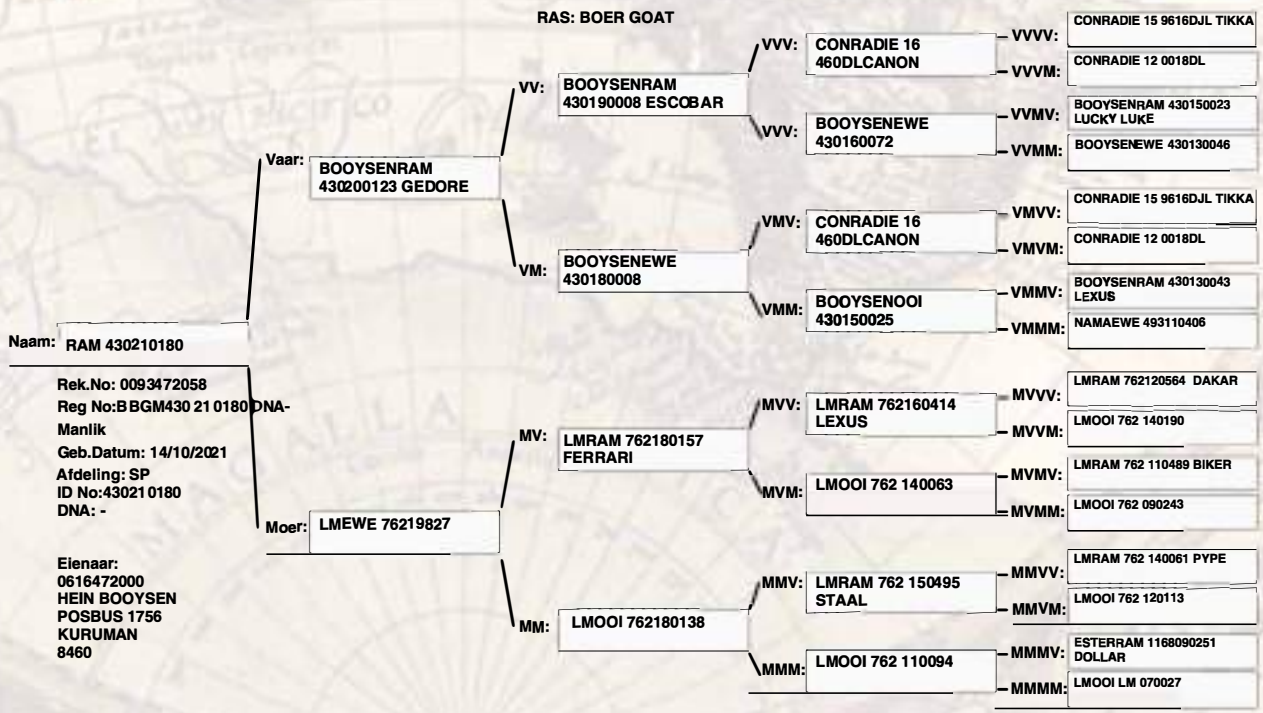 RAS: BOER GOAT
Naam: RAM 430210180
Rek.No: 0093472058
Reg No:BBGM430 21 0180 DNA-
Manlik
Geb.Datum: 14/10/2021
Afdeling: SP
ID No:43021 0180
DNA: -
Eienaar:
0616472000
HEIN BOOYSEN
POSBUS 1756
KURUMAN
8460
Vaar: BOOYSENRAM
430200123 GEDORE
Moer: LMEWE 76219827
VV: BOOYSENRAM
430190008 ESCOBAR
VM: BOOYSENEWE
430180008
MV: LMRAM 762180157
FERRARI
MM: LMOOI 762180138
VVV: CONRADIE 16
460DLCANON
VVV: BOOYSENEWE
430160072
VMV: CONRADIE 16
460DLCANON
VMM: BOOYSENOOI
430150025
MVV: LMRAM 762160414
LEXUS
MVM: LMOOI 762 140063
MMV: LMRAM 762 150495
STAAL
MMM: LMOOI 762 110094
VVVV: CONRADIE 15 9616DJL TIKKA
VVVM: CONRADIE 12 0018DL
VVMV: BOOYSENRAM 430150023
LUCKY LUKE
VVMM: BOOYSENEWE 430130046
VMVV: CONRADIE 15 9616DJL TIKKA
VMVM: CONRADIE 12 0018DL
VMMV: BOOYSENRAM 430130043
LEXUS
VMMM: NAMAEWE 493110406
MVVV: LMRAM 762120564 DAKAR
MVVM: LMOOI 762 140190
MVMV: LMRAM 762 110489 BIKER
MVMM: LMOOI 762 090243
MMVV: LMRAM 762 140061 PYPE
MMVM: LMOOI 762 120113
MMMV: ESTERRAM 1168090251
DOLLAR
MMMM: LMOOI LM 070027